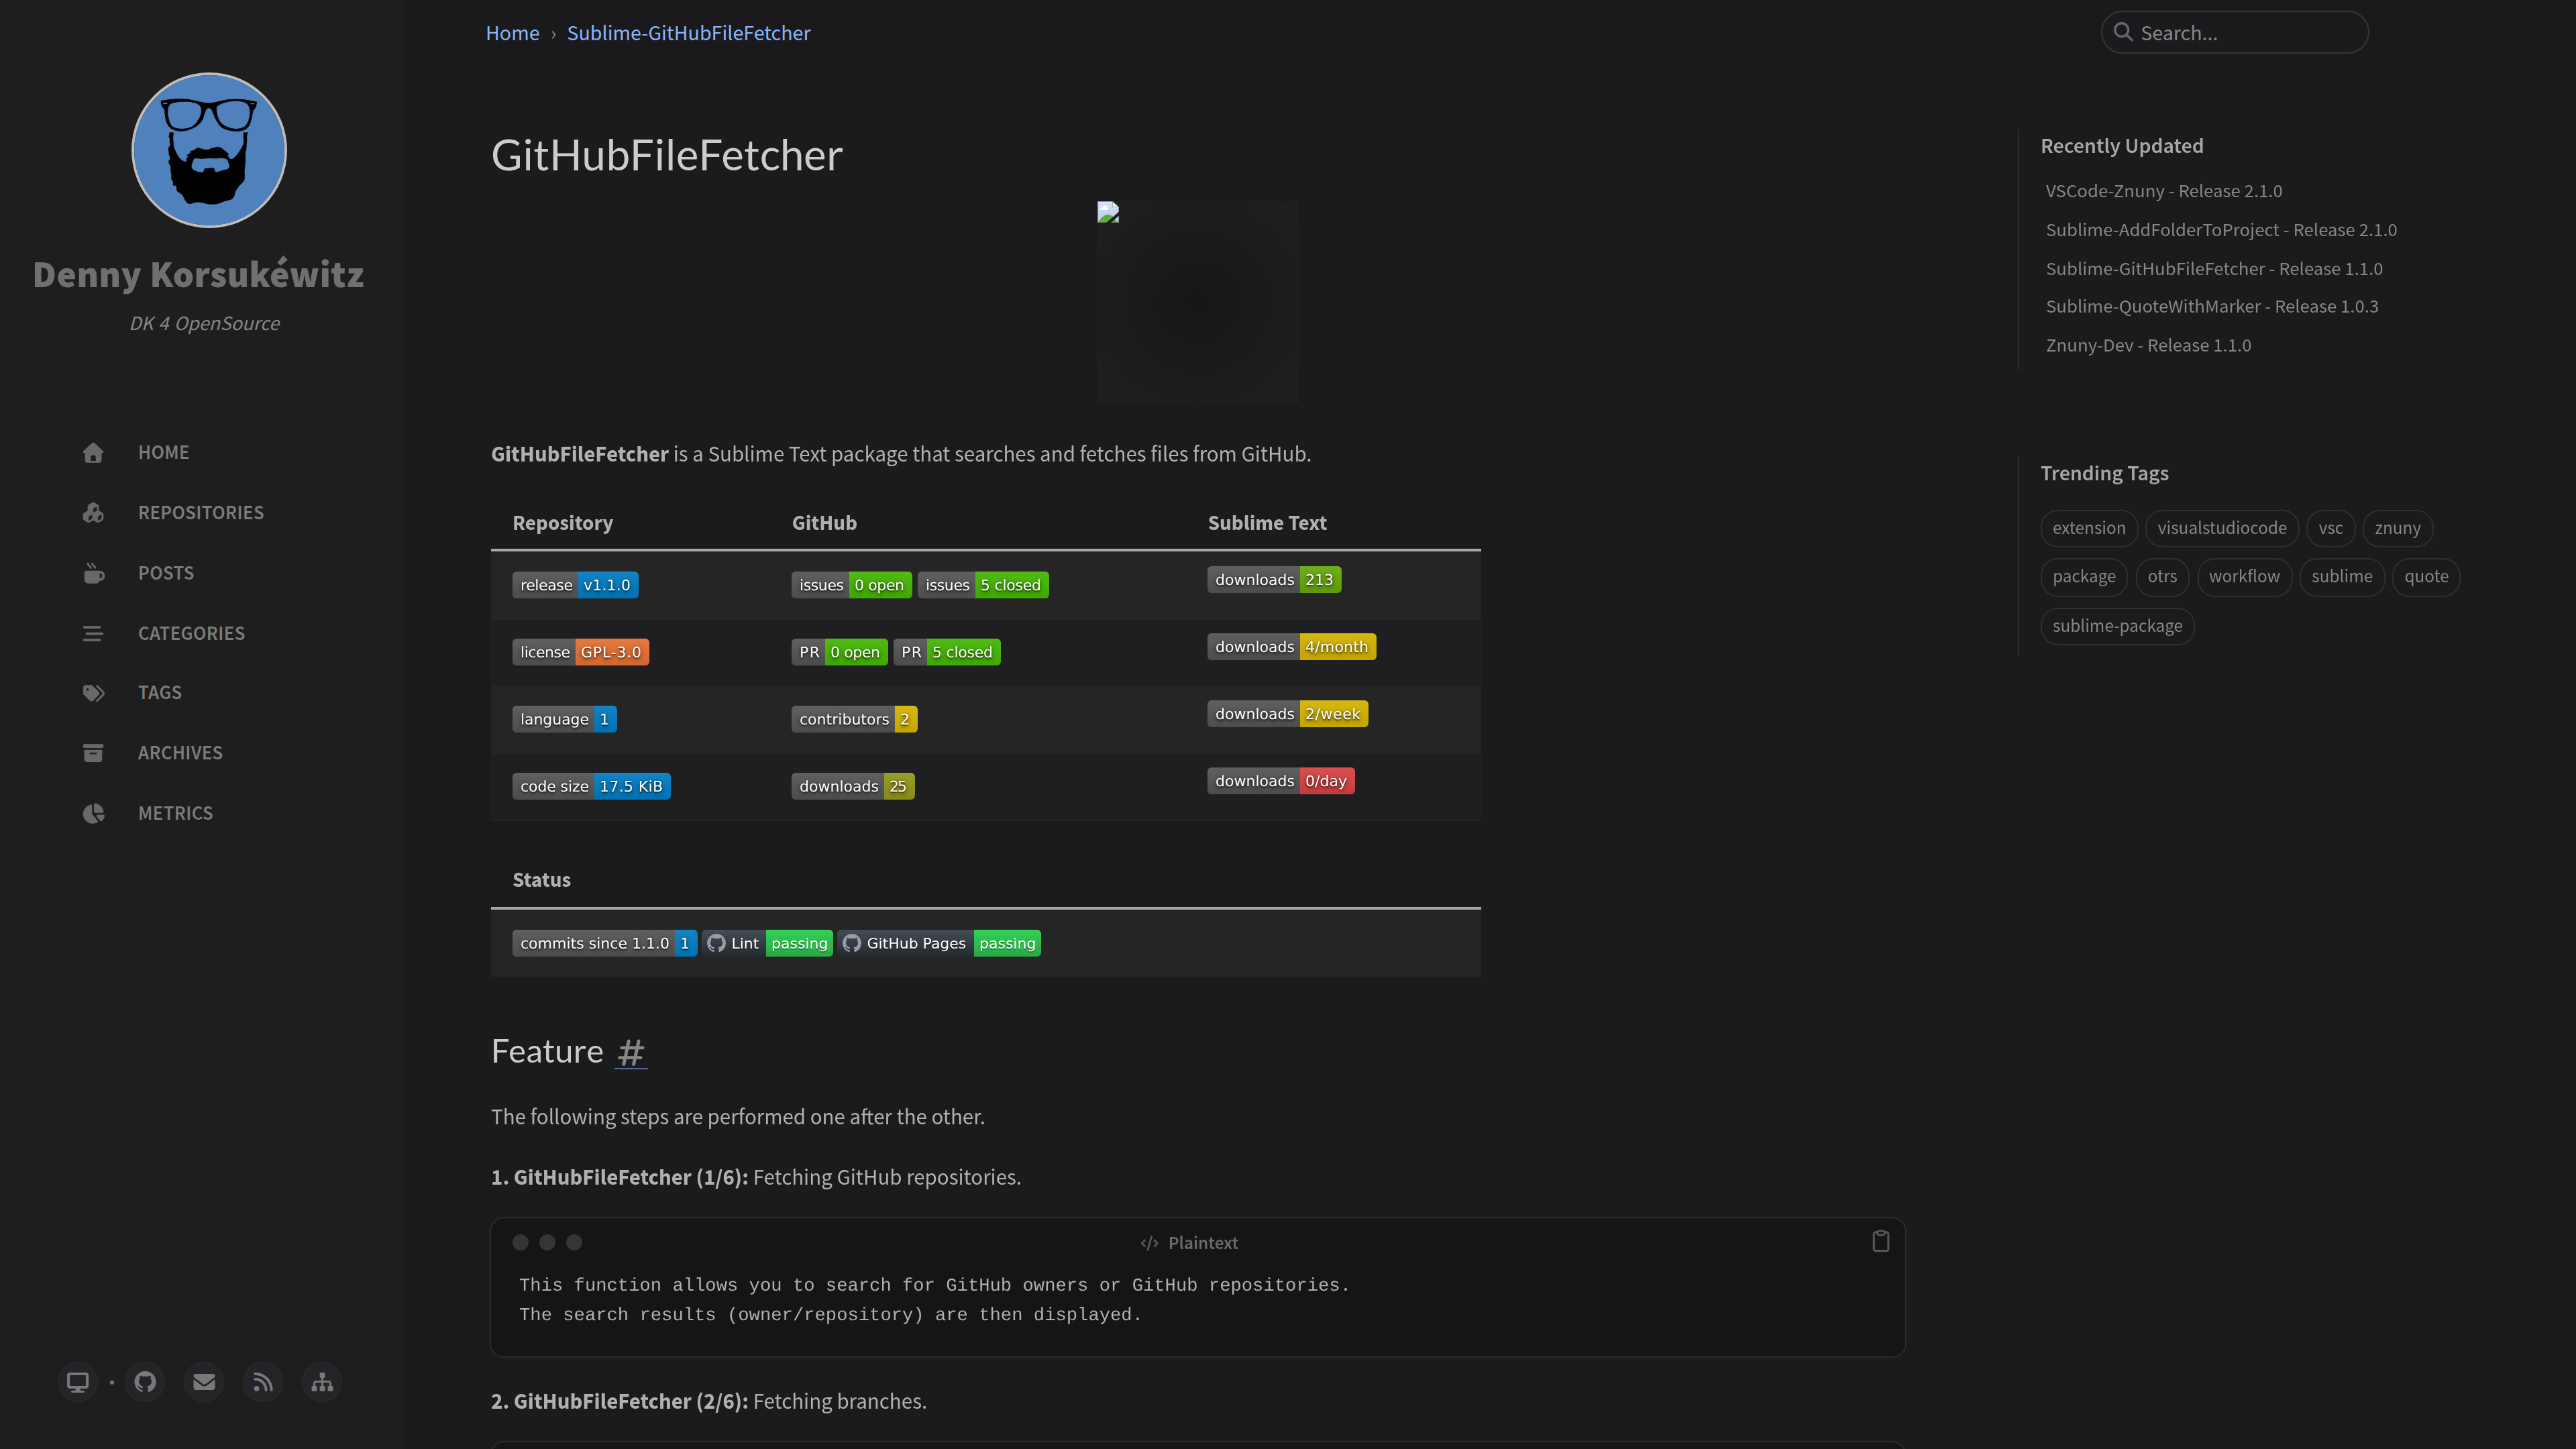 Denny Korsukéwitz
DK 4 OpenSource
HOME
REPOSITORIES
POSTS
CATEGORIES
TAGS
ARCHIVES
METRICS
Home › Sublime-GitHubFileFetcher
Search...
GitHubFileFetcher
GitHubFileFetcher is a Sublime Text package that searches and fetches files from GitHub.
Repository GitHub Sublime Text
release v1.1.0 issues 0 open issues 5 closed downloads 213
license GPL-3.0 PR 0 open PR 5 closed downloads 4/month
language 1 contributors 2 downloads 2/week
code size 17.5 KiB downloads 25 downloads 0/day
Status
commits since 1.1.0 1 Lint passing GitHub Pages passing
Feature #
The following steps are performed one after the other.
1. GitHubFileFetcher (1/6): Fetching GitHub repositories.
Plaintext
This function allows you to search for GitHub owners or GitHub repositories.
The search results (owner/repository) are then displayed.
2. GitHubFileFetcher (2/6): Fetching branches.
Recently Updated
VSCode-Znuny - Release 2.1.0
Sublime-AddFolderToProject - Release 2.1.0
Sublime-GitHubFileFetcher - Release 1.1.0
Sublime-QuoteWithMarker - Release 1.0.3
Znuny-Dev - Release 1.1.0
Trending Tags
extension visualstudiocode vsc znuny
package otrs workflow sublime quote
sublime-package